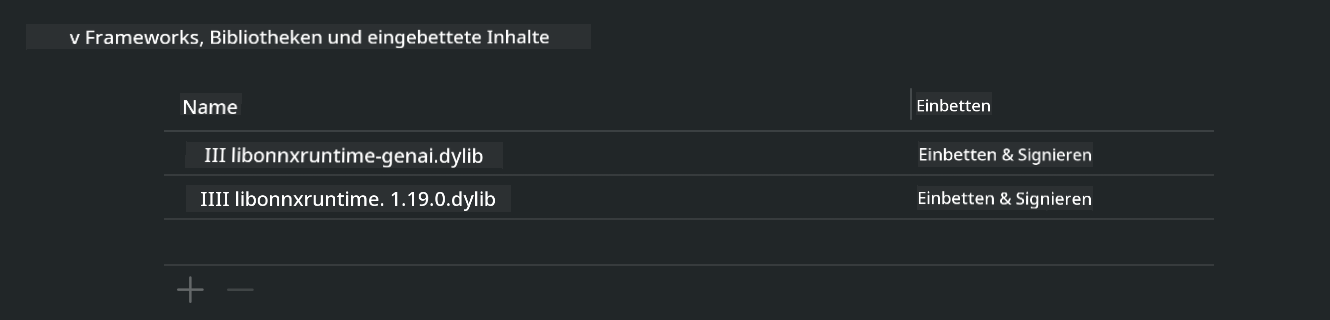 v Frameworks, Bibliotheken und eingebettete Inhalte
Name Einbetten
III libonnxruntime-genai.dylib Einbetten & Signieren
IIII libonnxruntime. 1.19.0.dylib Einbetten & Signieren